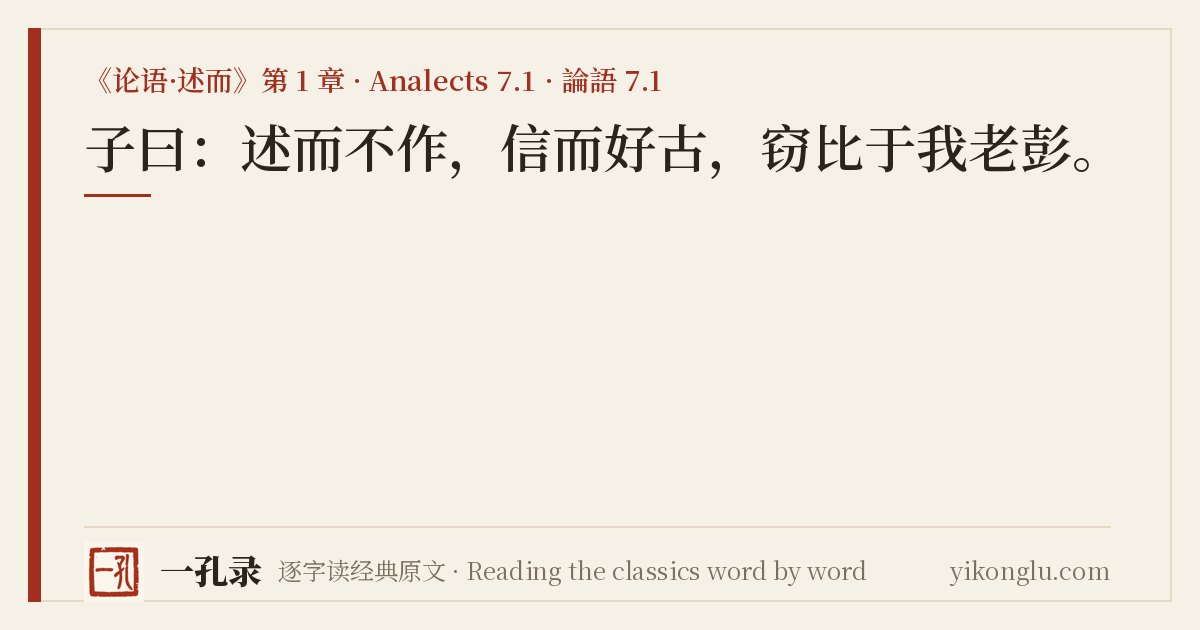 《论语·述而》第 1 章 · Analects 7.1 · 論語 7.1
子曰：述而不作，信而好古，窃比于我老彭。
一孔
一孔录 逐字读经典原文 · Reading the classics word by word yikonglu.com